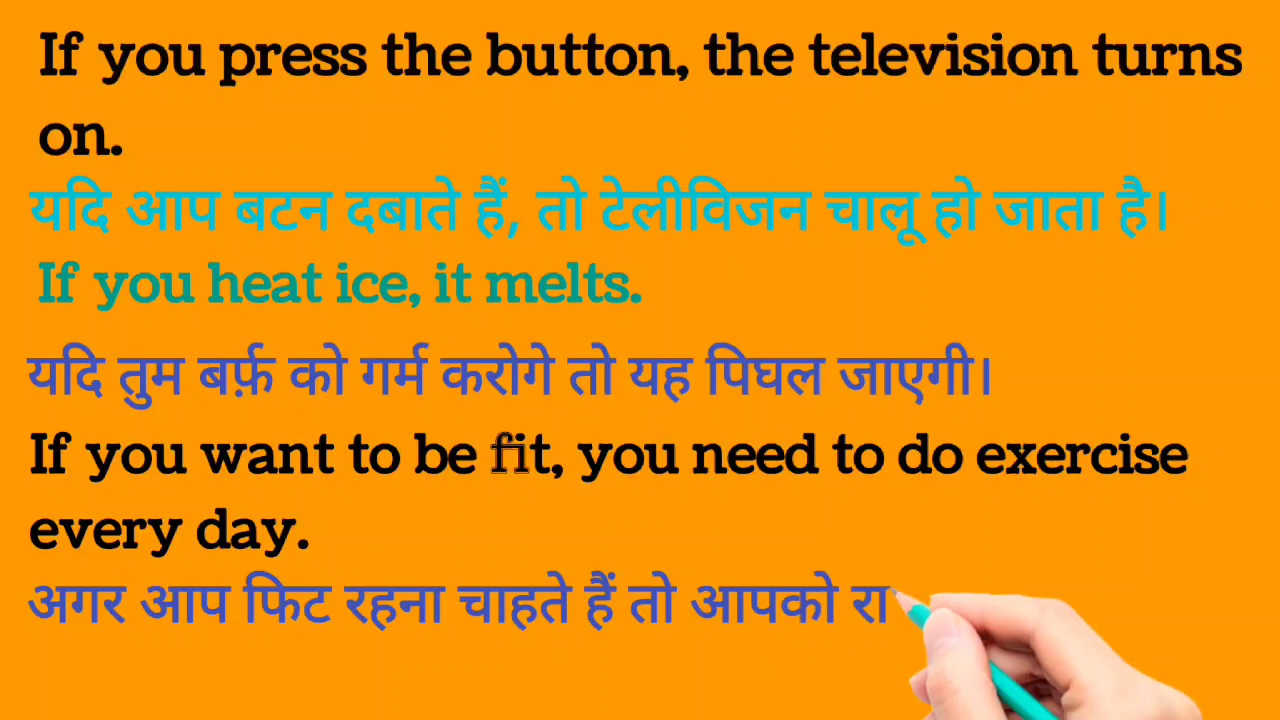 If you press the button, the television turns
on.
यदि आप बटन दबाते हैं, तो टेलीविजन चालू हो जाता है।
If you heat ice, it melts.
यदि तुम बर्फ़ को गर्म करोगे तो यह पिघल जाएगी।
If you want to be fit, you need to do exercise
every day.
अगर आप फिट रहना चाहते हैं तो आपको